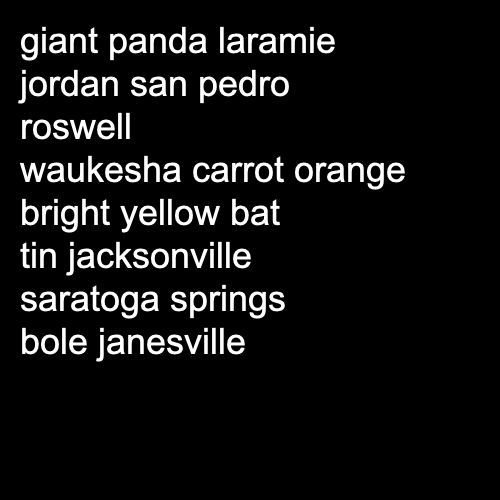 giant panda laramie
jordan san pedro
roswell
waukesha carrot orange
bright yellow bat
tin jacksonville
saratoga springs
bole janesville